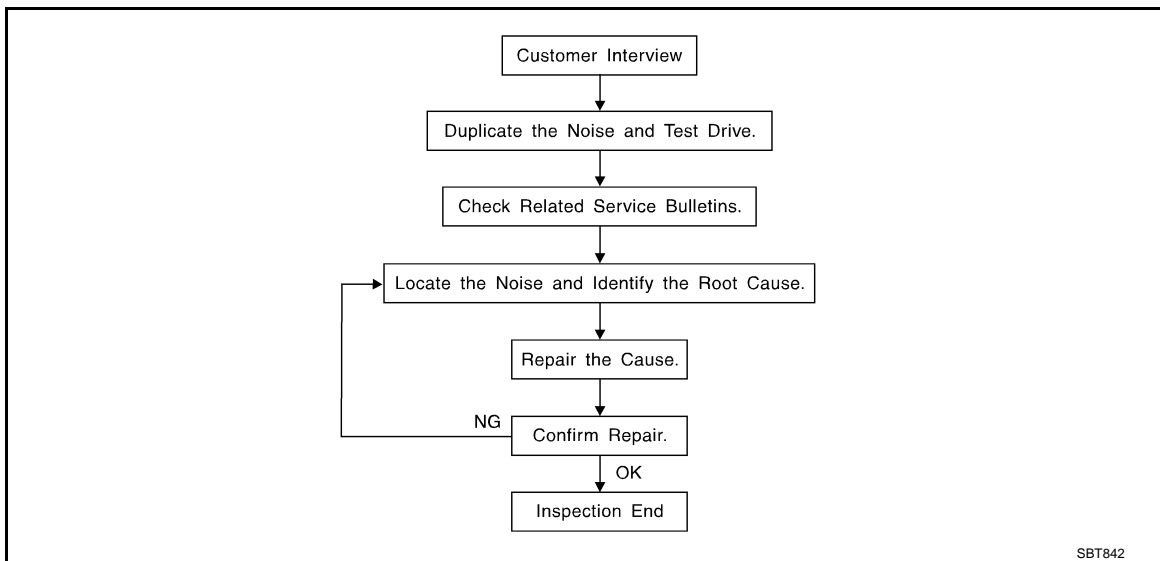 Customer Interview
Duplicate the Noise and Test Drive.
Check Related Service Bulletins.
Locate the Noise and Identify the Root Cause.
Repair the Cause.
NG
Confirm Repair.
OK
Inspection End
SBT842